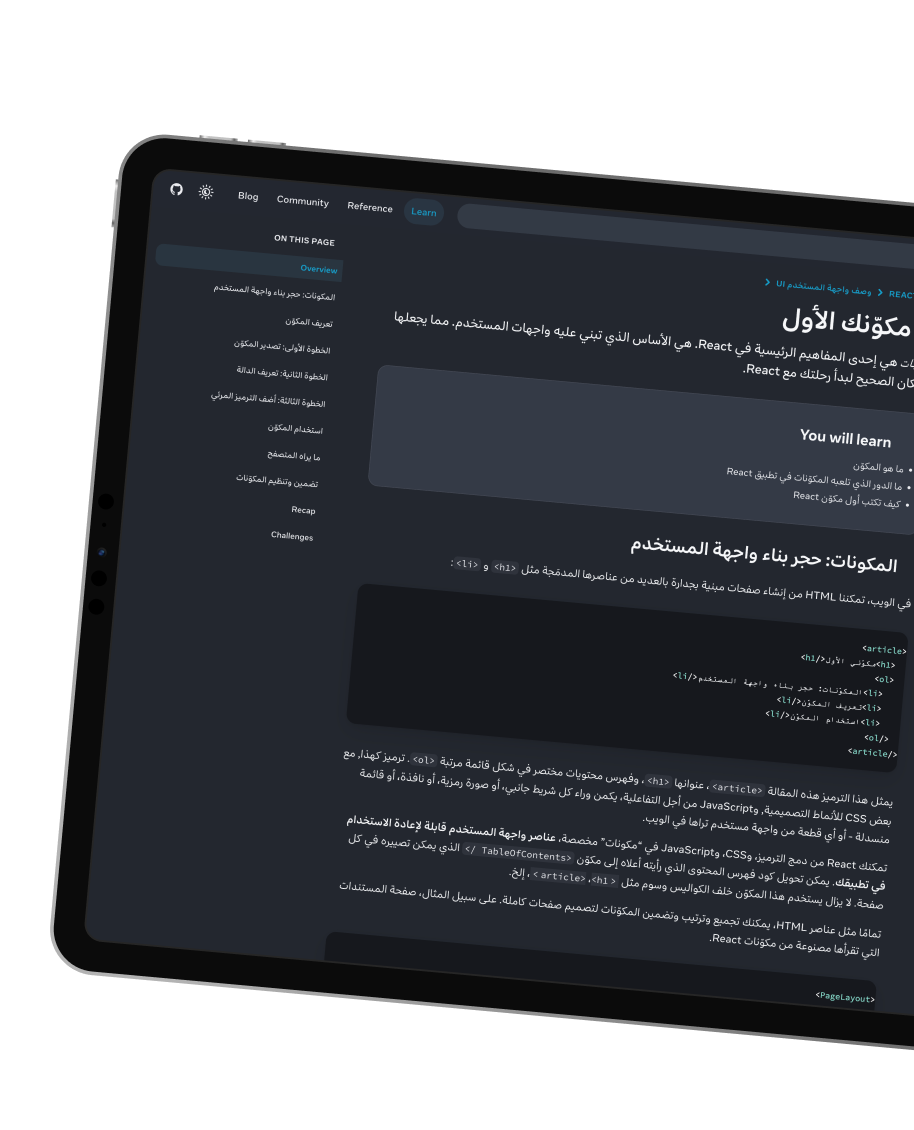 Learn
Reference
Community
Blog
REAC > وصف واجهة المستخدم UI >
مكوّنك الأول
هي إحدى المفاهيم الرئيسية في React. هي الأساس الذي تبني عليه واجهات المستخدم. مما يجعلها
الصحيح لبدأ رحلتك مع React.
You will learn
• ما هو المكوّن
• ما الدور الذي تلعبه المكوّنات في تطبيق React
• كيف تكتب أول مكوّن React
المكونات: حجر بناء واجهة المستخدم
في الويب، تمكننا HTML من إنشاء صفحات مبنية بجدارة بالعديد من عناصرها المدمَجة مثل <h1> و <li>:
<article>
<h1>مكوّني الأول</h1>
<ol>
<li>المكوّنات: حجر بناء واجهة المستخدم</li>
<li>تعريف المكوّن</li>
<li>استخدام المكوّن</li>
</ol>
</article>
يمثل هذا الترميز هذه المقالة <article>، عنوانها <h1>، وفهرس محتويات مختصر في شكل قائمة مرتبة <ol>. ترميز كهذا, مع
بعض CSS للأنماط التصميمية, وJavaScript من أجل التفاعلية، يكمن وراء كل شريط جانبي، أو صورة رمزية، أو نافذة، أو قائمة
منسدلة - أو أي قطعة من واجهة مستخدم تراها في الويب.
تمكنك React من دمج الترميز، وCSS، وJavaScript في “مكونات” مخصصة، عناصر واجهة المستخدم قابلة لإعادة الاستخدام
في تطبيقك. يمكن تحويل كود فهرس المحتوى الذي رأيته أعلاه إلى مكوّن <TableOfContents /> الذي يمكن تصييره في كل
صفحة. لا يزال يستخدم هذا المكوّن خلف الكواليس وسوم مثل <h1>، <article>، إلخ.
تمامًا مثل عناصر HTML، يمكنك تجميع وترتيب وتضمين المكوّنات لتصميم صفحات كاملة. على سبيل المثال، صفحة المستندات
التي تقرأها مصنوعة من مكوّنات React.
<PageLayout>
ON THIS PAGE
Overview
المكونات: حجر بناء واجهة المستخدم
تعريف المكوّن
الخطوة الأولى: تصدير المكوّن
الخطوة الثانية: تعريف الدالة
الخطوة الثالثة: أضف الترميز المرئي
استخدام المكوّن
ما يراه المتصفح
تضمين وتنظيم المكوّنات
Recap
Challenges